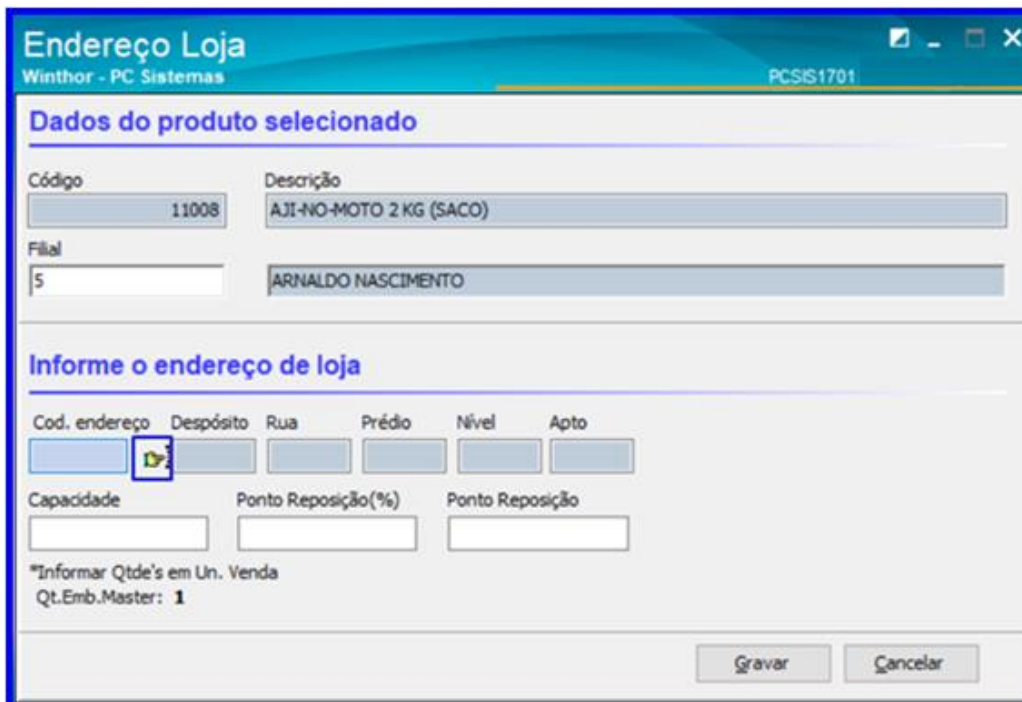 Endereço Loja
Winthor - PC Sistemas
PCSIS1701
Dados do produto selecionado
Código Descrição
11008 AJI-NO-MOTO 2 KG (SACO)
Filial
5 ARNALDO NASCIMENTO
Informe o endereço de loja
Cod. endereço Despósito Rua Prédio Nível Apto
Capacidade Ponto Reposição(%) Ponto Reposição
*Informar Qtde's em Un. Venda
Qt.Emb.Master: 1
Gravar Cancelar